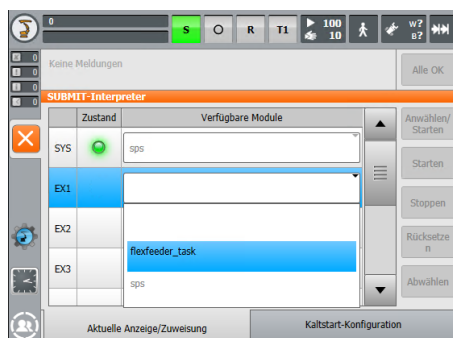 0
S O R T1 100 10 W? B?
0
0
0
0
Keine Meldungen
Alle OK
SUBMIT-Interpreter
Zustand Verfügbare Module
Anwählen/
Starten
SYS sps
Starten
EX1
Stoppen
EX2
Rücksetze
n
flexfeeder_task
EX3
sps
Abwählen
Aktuelle Anzeige/Zuweisung
Kaltstart-Konfiguration